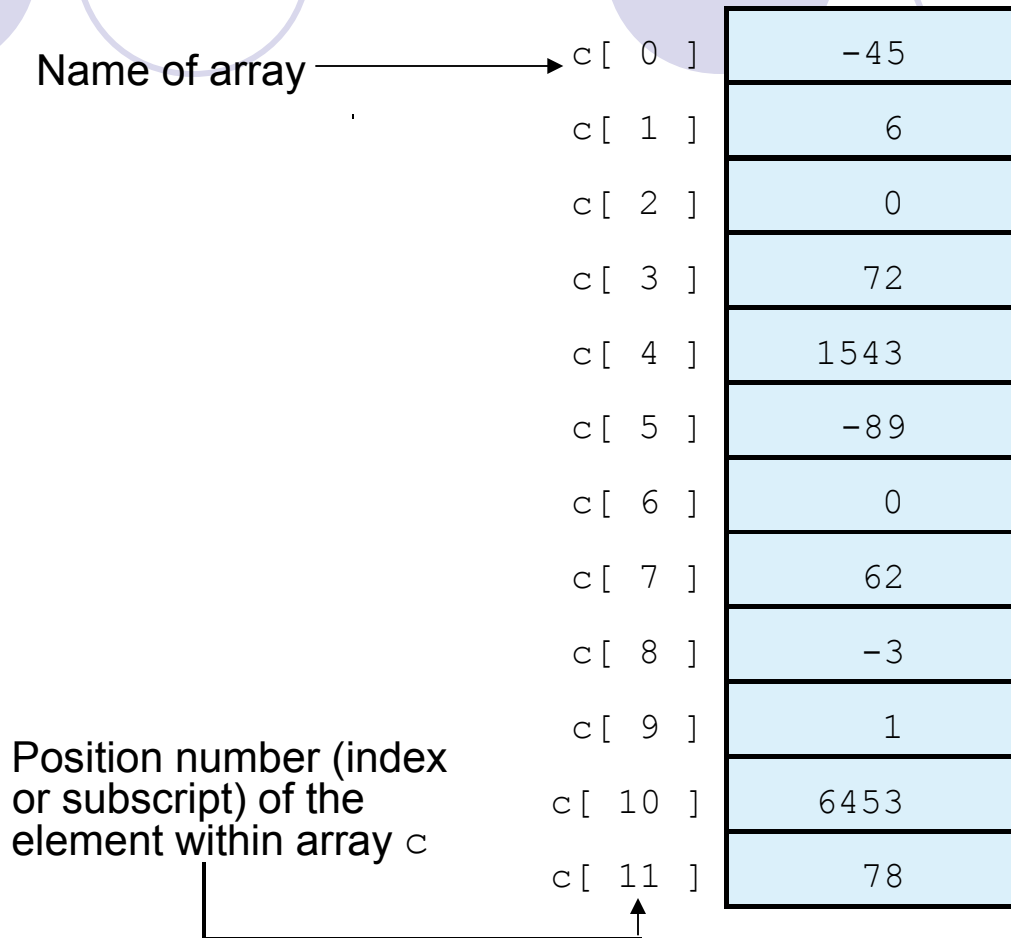 Name of array
c[ 0 ] -45
c[ 1 ] 6
c[ 2 ] 0
c[ 3 ] 72
c[ 4 ] 1543
c[ 5 ] -89
c[ 6 ] 0
c[ 7 ] 62
c[ 8 ] -3
c[ 9 ] 1
c[ 10 ] 6453
c[ 11 ] 78
Position number (index
or subscript) of the
element within array c